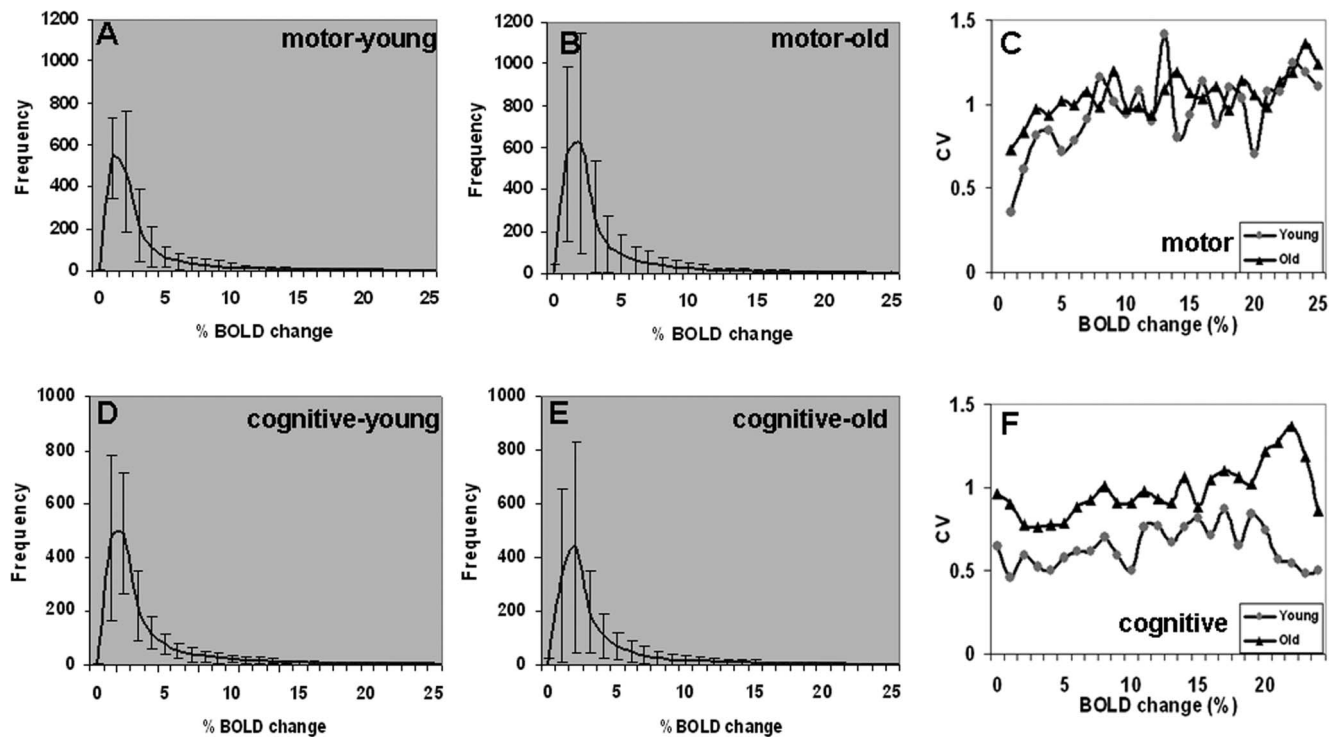 A
motor-young
1200
1000
800
600
400
200
0
Frequency
0 5 10 15 20 25
% BOLD change
B
motor-old
1200
1000
800
600
400
200
0
Frequency
0 5 10 15 20 25
% BOLD change
C
1.5
1
0.5
0
CV
motor
Young
Old
0 5 10 15 20 25
BOLD change (%)
D
cognitive-young
1000
800
600
400
200
0
Frequency
0 5 10 15 20 25
% BOLD change
E
cognitive-old
1000
800
600
400
200
0
Frequency
0 5 10 15 20 25
% BOLD change
F
1.5
1
0.5
0
CV
cognitive
Young
Old
0 5 10 15 20
BOLD change (%)